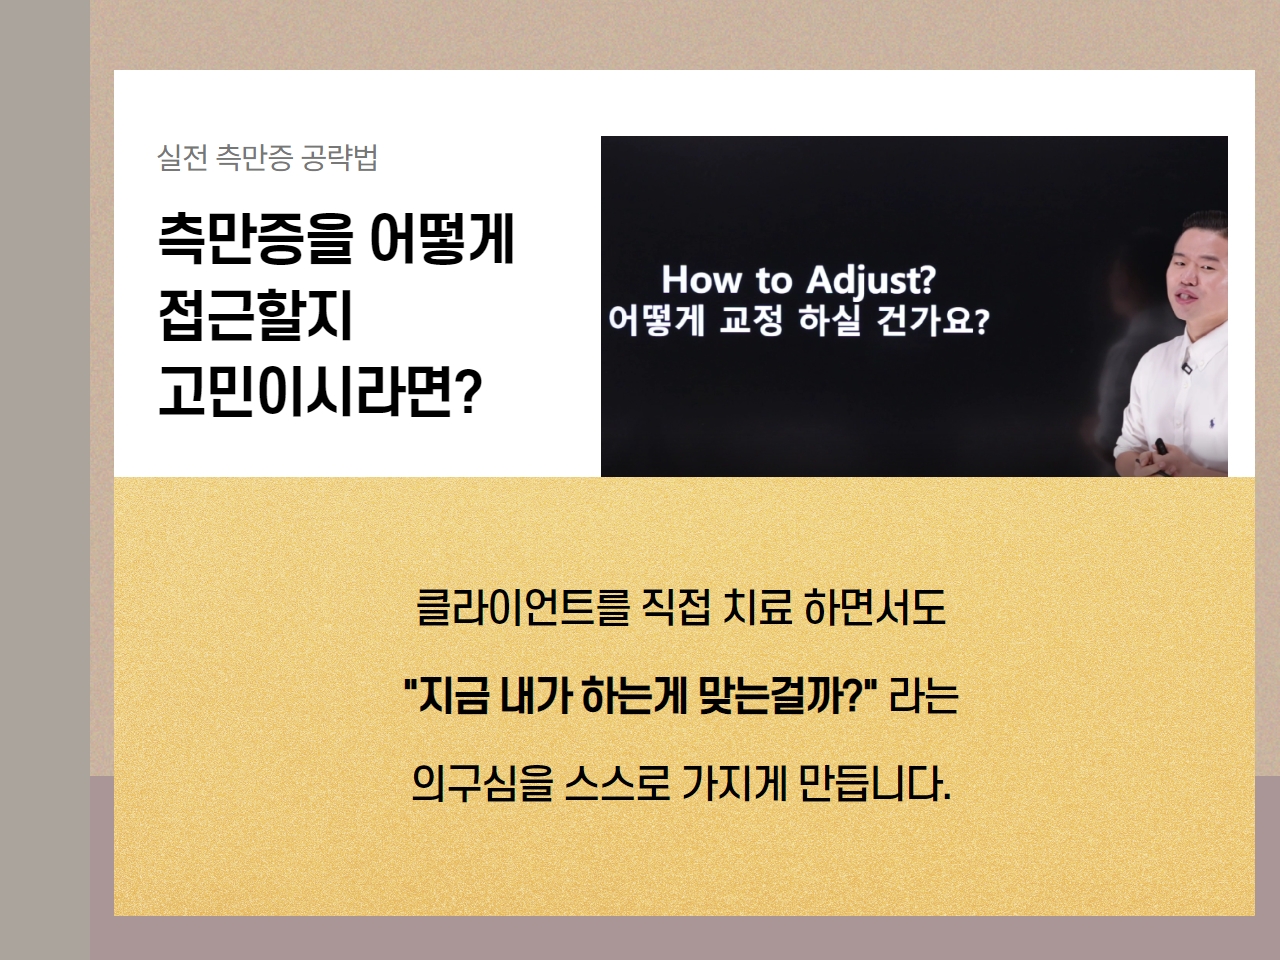 실전 측만증 공략법
측만증을 어떻게
접근할지
고민이시라면?
How to Adjust?
어떻게 교정 하실 건가요?
클라이언트를 직접 치료 하면서도
"지금 내가 하는게 맞는걸까?" 라는
의구심을 스스로 가지게 만듭니다.